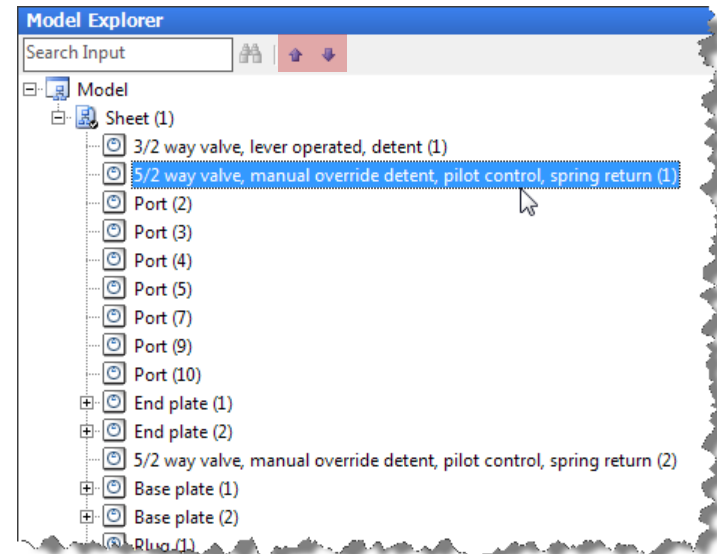 Model Explorer
Search Input
Model
Sheet (1)
3/2 way valve, lever operated, detent (1)
5/2 way valve, manual override detent, pilot control, spring return (1)
Port (2)
Port (3)
Port (4)
Port (5)
Port (7)
Port (9)
Port (10)
End plate (1)
End plate (2)
5/2 way valve, manual override detent, pilot control, spring return (2)
Base plate (1)
Base plate (2)
Plug (1)